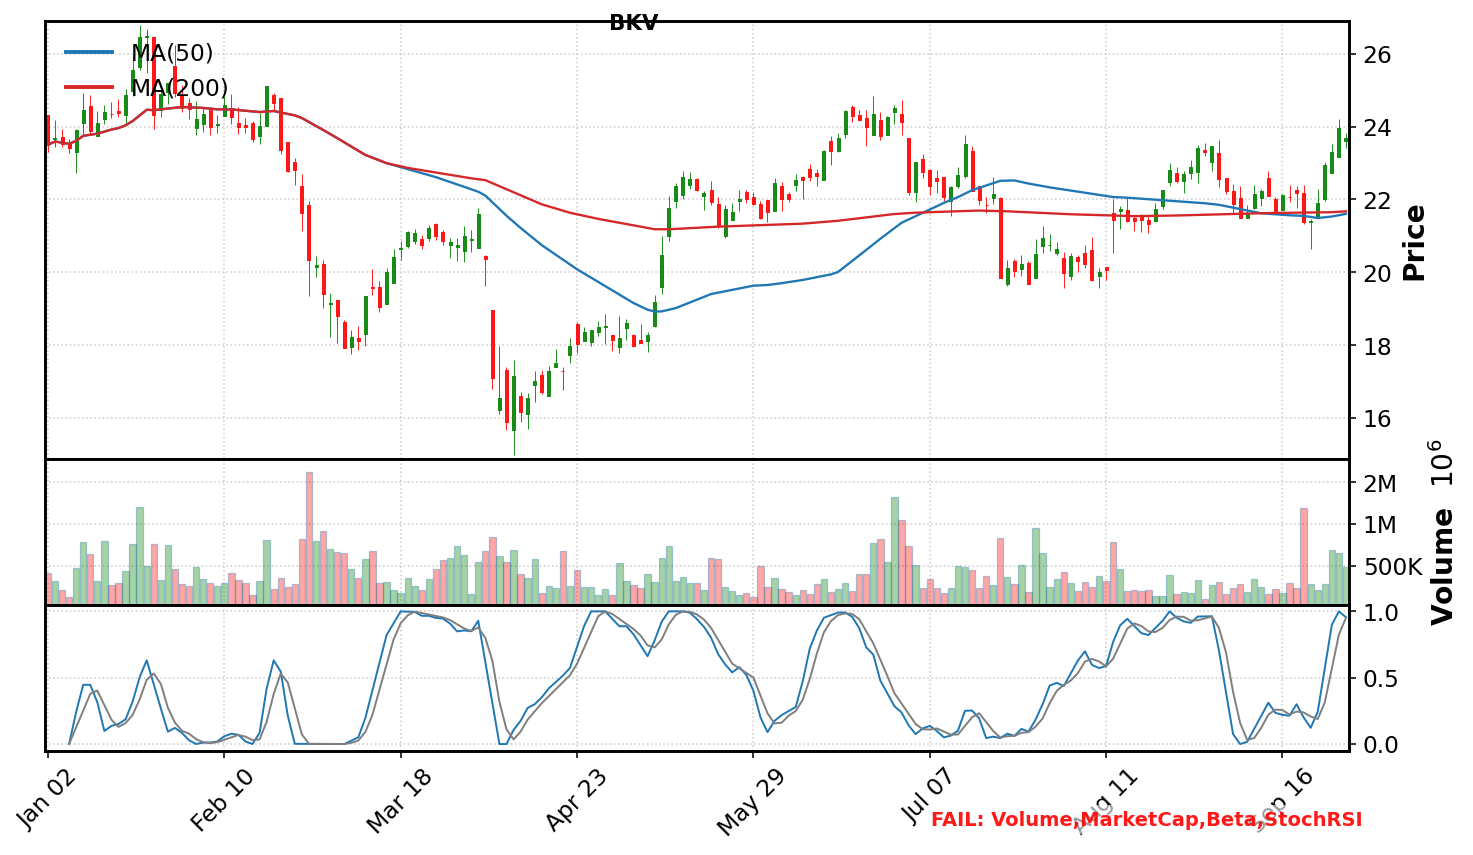 BKV
MA(50)
MA(200)
26
24
22
20
18
16
Price
2M
1M
500K
Volume 10⁶
1.0
0.5
0.0
Jan 02
Feb 10
Mar 18
Apr 23
May 29
Jul 07
Aug 11
Sep 16
FAIL: Volume,MarketCap,Beta,StochRSI